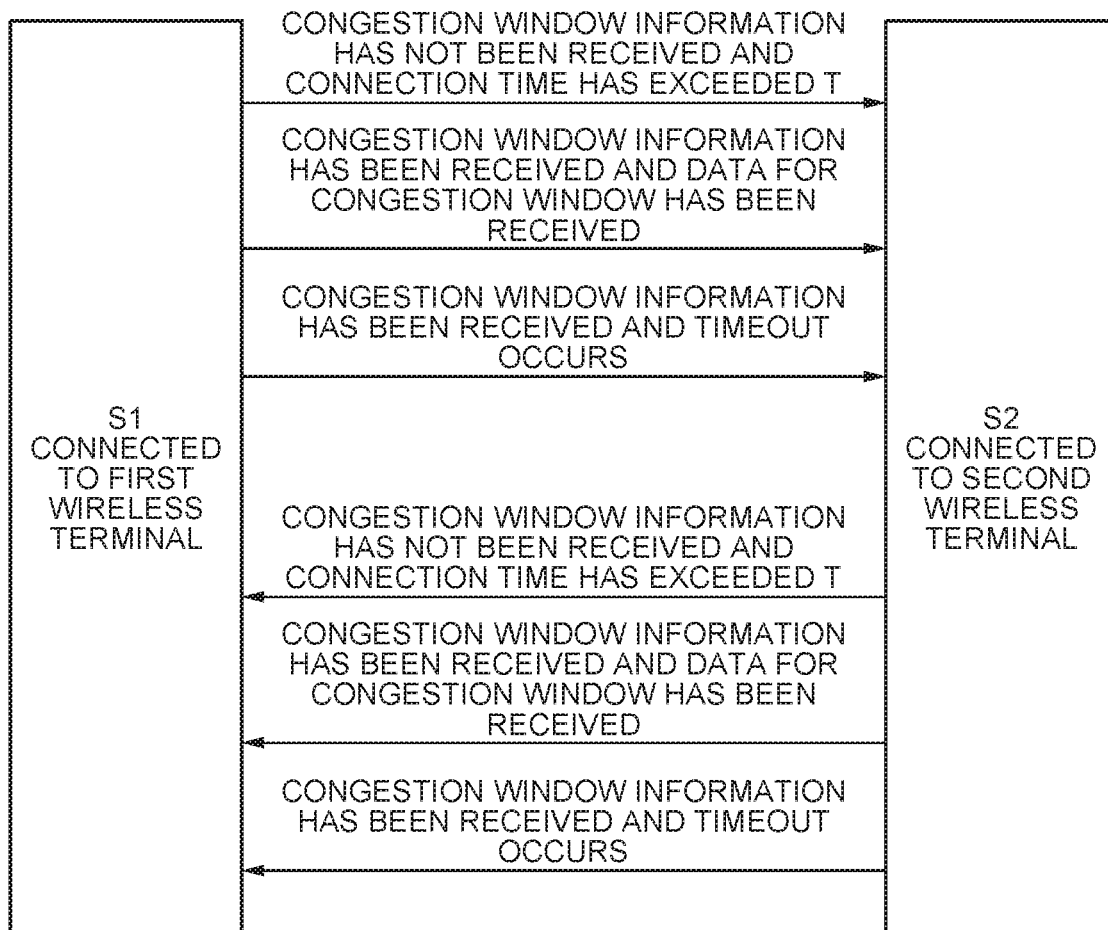 CONGESTION WINDOW INFORMATION
HAS NOT BEEN RECEIVED AND
CONNECTION TIME HAS EXCEEDED T
CONGESTION WINDOW INFORMATION
HAS BEEN RECEIVED AND DATA FOR
CONGESTION WINDOW HAS BEEN
RECEIVED
CONGESTION WINDOW INFORMATION
HAS BEEN RECEIVED AND TIMEOUT
OCCURS
S1
CONNECTED
TO FIRST
WIRELESS
TERMINAL
S2
CONNECTED
TO SECOND
WIRELESS
TERMINAL
CONGESTION WINDOW INFORMATION
HAS NOT BEEN RECEIVED AND
CONNECTION TIME HAS EXCEEDED T
CONGESTION WINDOW INFORMATION
HAS BEEN RECEIVED AND DATA FOR
CONGESTION WINDOW HAS BEEN
RECEIVED
CONGESTION WINDOW INFORMATION
HAS BEEN RECEIVED AND TIMEOUT
OCCURS